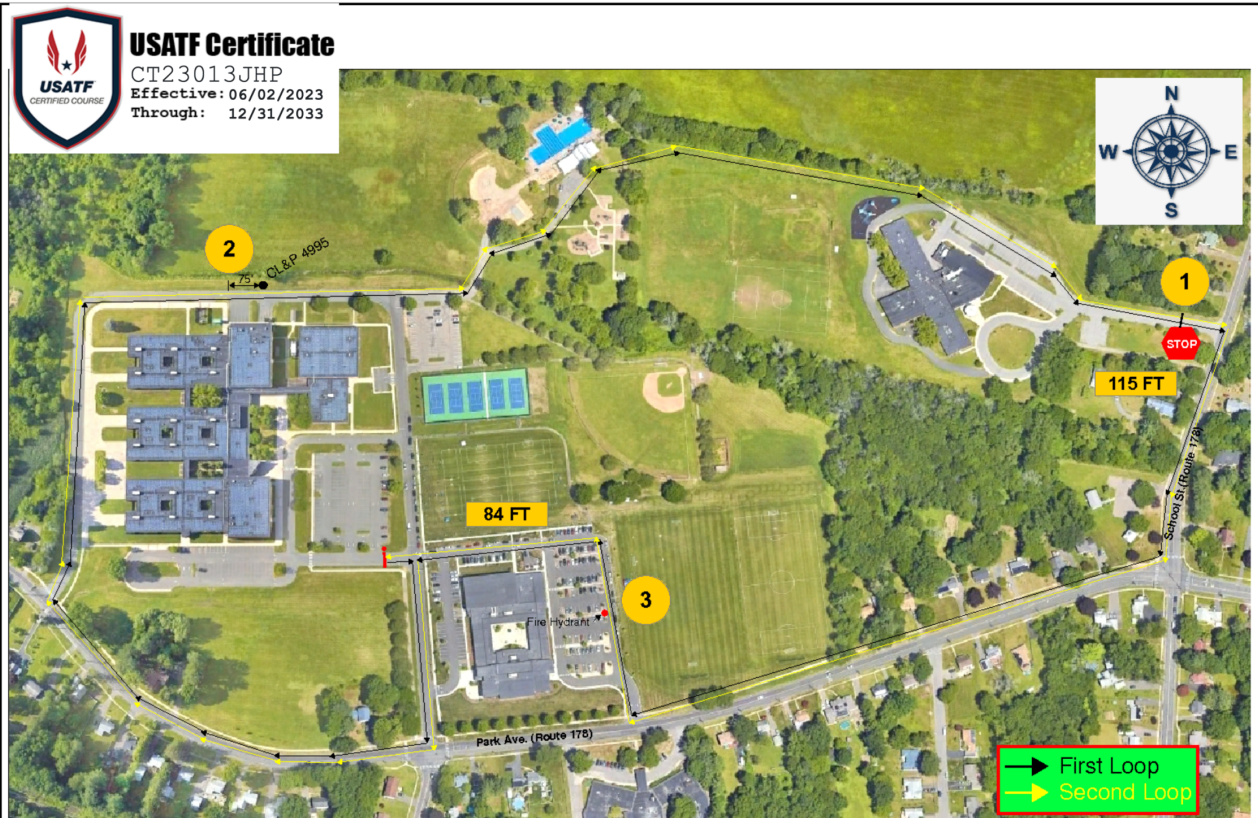 USATF
CERTIFIED COURSE
USATF Certificate
CT23013JHP
Effective: 06/02/2023
Through: 12/31/2033
N
W E
S
2
75'
CL&P 4995
1
STOP
115 FT
School St.(Route 178)
84 FT
3
Fire Hydrant
Park Ave. (Route 178)
First Loop
Second Loop